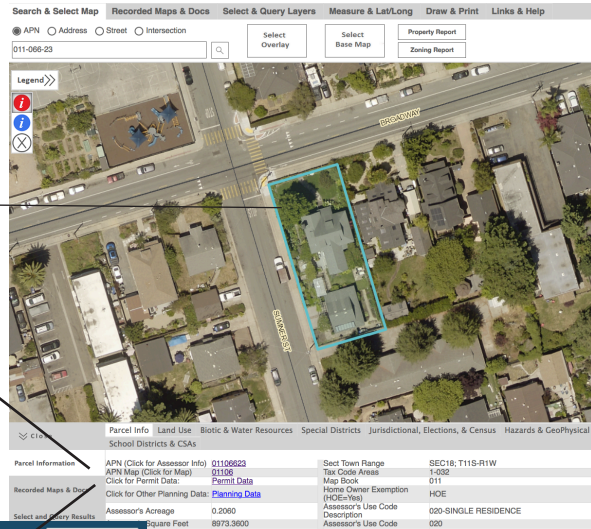 Search & Select Map Recorded Maps & Docs Select & Query Layers Measure & Lat/Long Draw & Print Links & Help
APN Address Street Intersection
011-066-23
Select Overlay
Select Base Map
Property Report
Zoning Report
Legend>>
i
i
X
BROADWAY
SUMNER ST
Close
Parcel Info Land Use Biotic & Water Resources Special Districts Jurisdictional, Elections, & Census Hazards & GeoPhysical
School Districts & CSAs
Parcel Information
Recorded Maps & Docs
Select and Query Results
APN (Click for Assessor Info) 01106623 Sect Town Range SEC18; T11S-R1W
APN Map (Click for Map) 01106 Tax Code Areas 1-032
Click for Permit Data: Permit Data Map Book 011
Click for Other Planning Data: Planning Data Home Owner Exemption (HOE=Yes) HOE
Assessor's Acreage 0.2060 Assessor's Use Code Description 020-SINGLE RESIDENCE
Square Feet 8973.3600 Assessor's Use Code 020